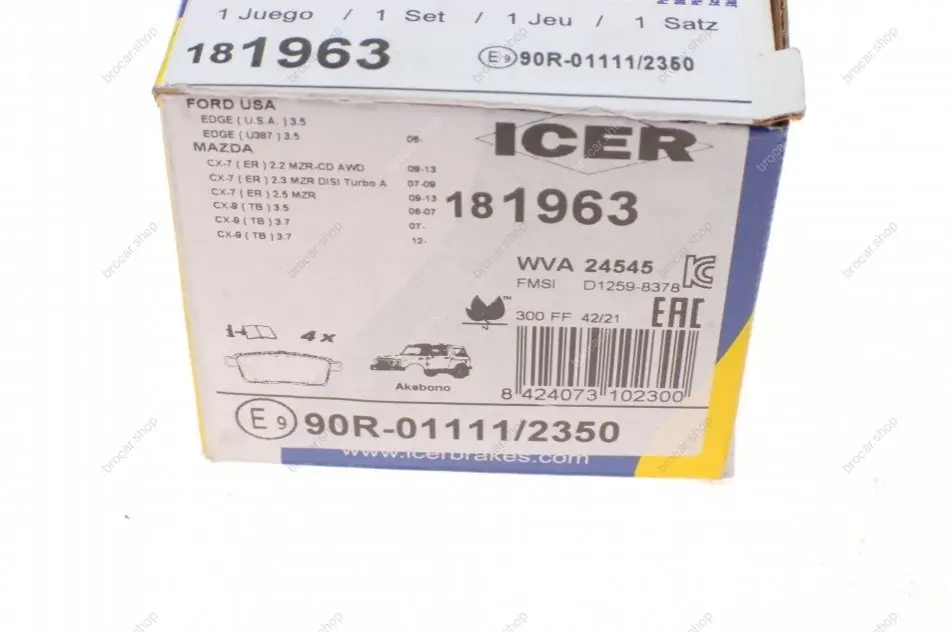 1 Juego / 1 Set / 1 Jeu / 1 Satz
181963
E9 90R-01111/2350
FORD USA
EDGE ( U.S.A. ) 3.5
EDGE ( U387 ) 3.5 06-
MAZDA
CX-7 ( ER ) 2.2 MZR-CD AWD 09-13
CX-7 ( ER ) 2.3 MZR DISI Turbo A 07-09
CX-7 ( ER ) 2.5 MZR 09-13
CX-9 ( TB ) 3.5 06-07
CX-9 ( TB ) 3.7 07-
CX-9 ( TB ) 3.7 12-
ICER
181963
WVA 24545
FMSI D1259-8378
300 FF 42/21
EAC
4 x
Akebono
8 424073 102300
E9 90R-01111/2350
www.icerbrakes.com
brocar.shop